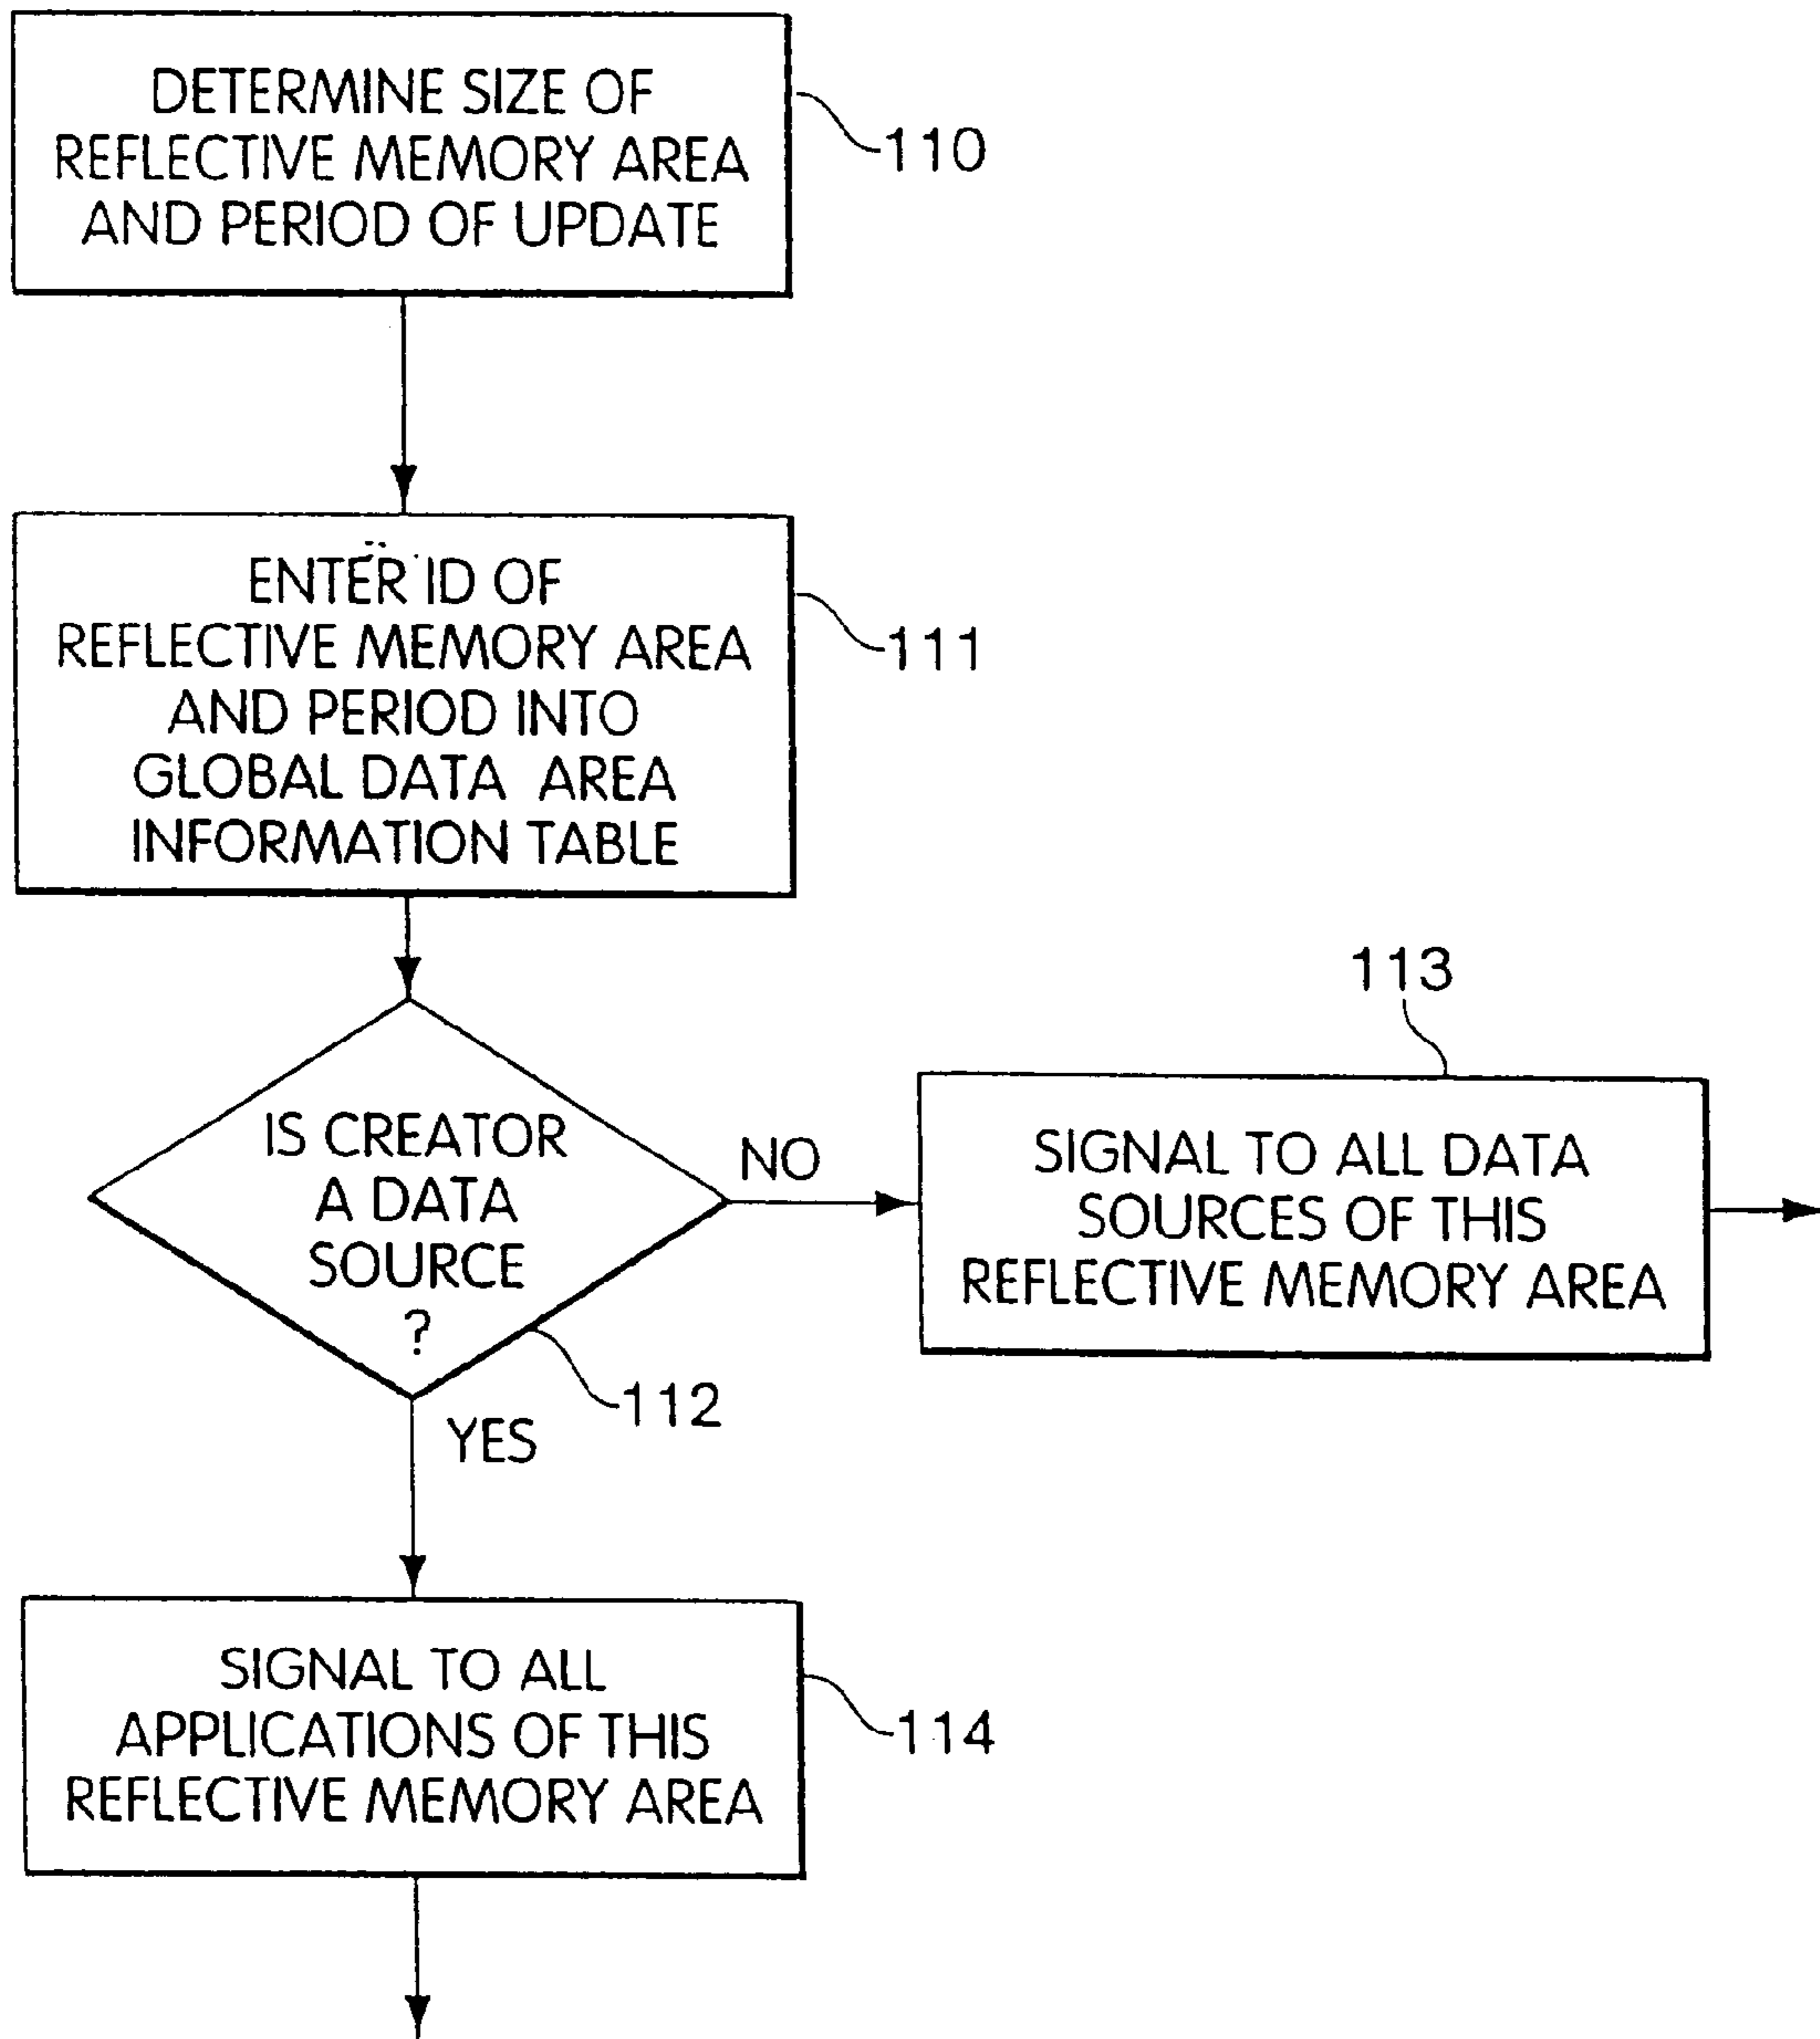 DETERMINE SIZE OF
REFLECTIVE MEMORY AREA
AND PERIOD OF UPDATE
110
ENTER ID OF
REFLECTIVE MEMORY AREA
AND PERIOD INTO
GLOBAL DATA AREA
INFORMATION TABLE
111
IS CREATOR
A DATA
SOURCE
?
112
NO
113
SIGNAL TO ALL DATA
SOURCES OF THIS
REFLECTIVE MEMORY AREA
YES
SIGNAL TO ALL
APPLICATIONS OF THIS
REFLECTIVE MEMORY AREA
114